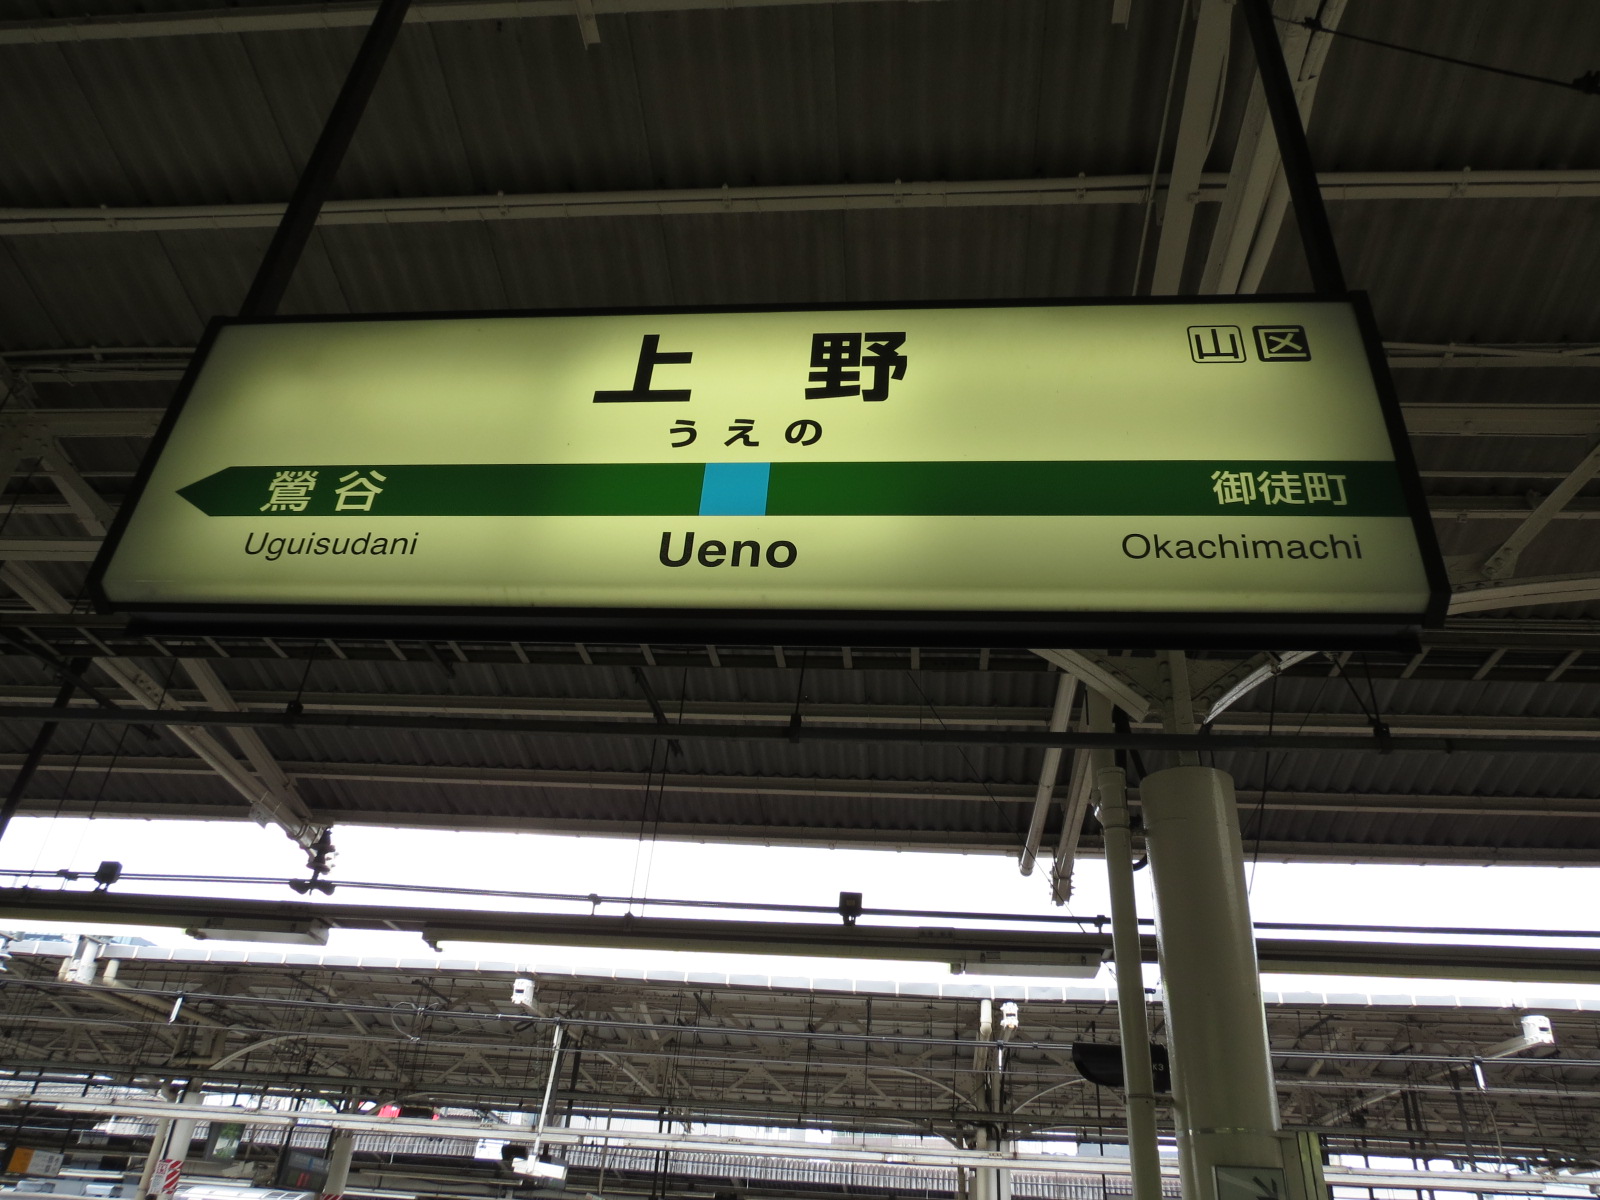 上野
山 区
うえの
鶯谷 御徒町
Uguisudani Ueno Okachimachi